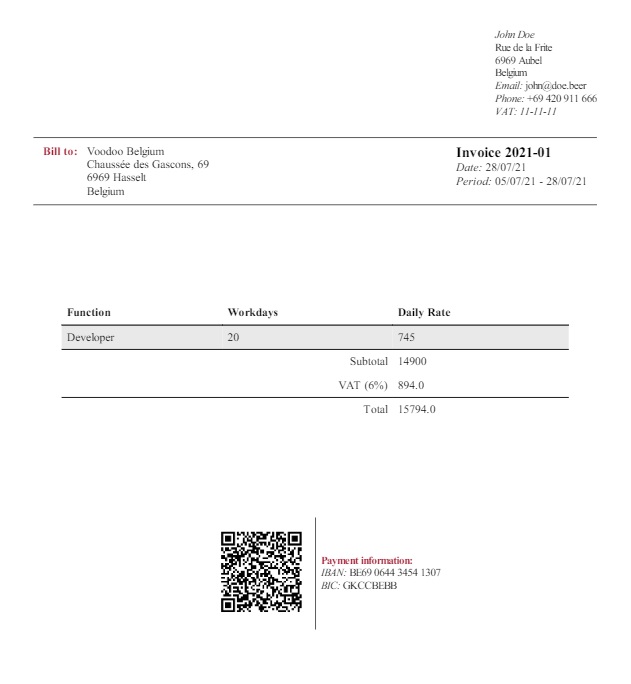 John Doe
Rue de la Frite
6969 Aubel
Belgium
Email: john@doe.beer
Phone: +69 420 911 666
VAT: 11-11-11
Bill to: Voodoo Belgium
Chaussée des Gascons, 69
6969 Hasselt
Belgium
Invoice 2021-01
Date: 28/07/21
Period: 05/07/21 - 28/07/21
Function Workdays Daily Rate
Developer 20 745
Subtotal 14900
VAT (6%) 894.0
Total 15794.0
Payment information:
IBAN: BE69 0644 3454 1307
BIC: GKCCBEBB